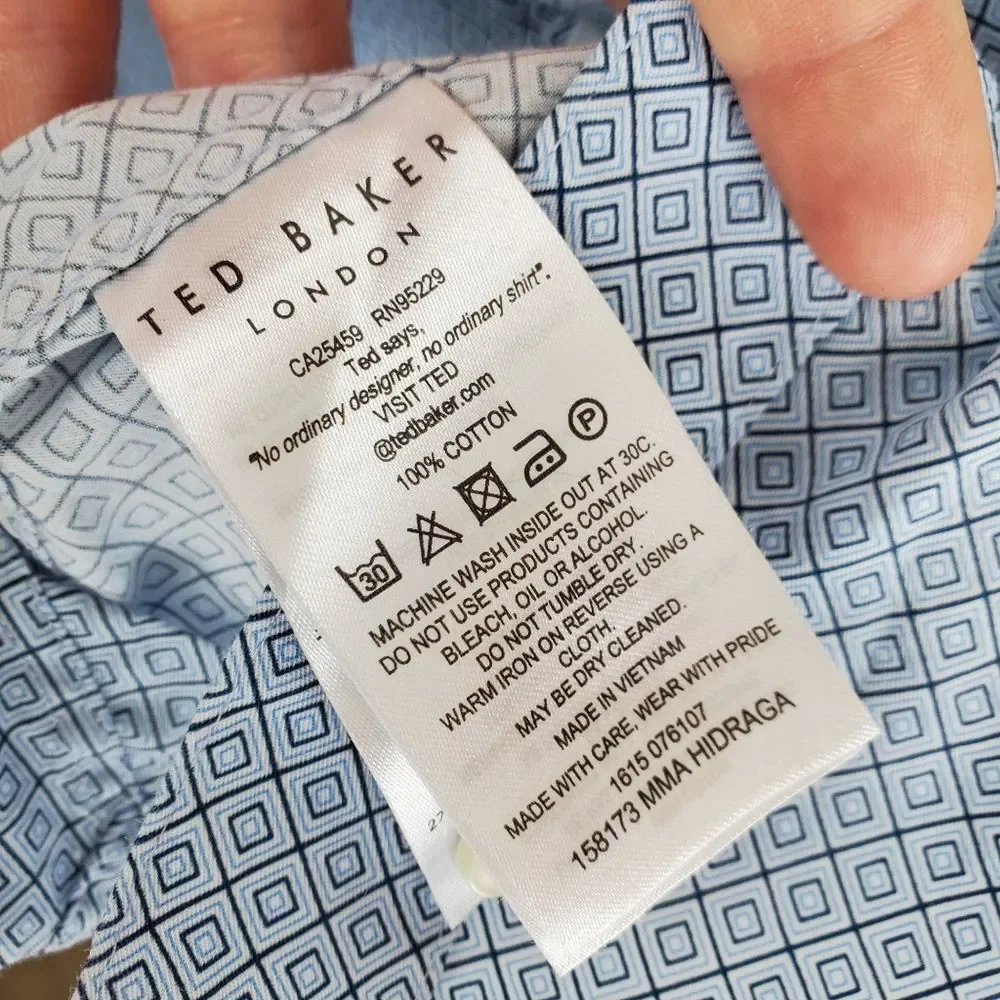 TED BAKER
LONDON
CA25459 RN95229
Ted says,
"No ordinary designer, no ordinary shirt".
VISIT TED
@tedbaker.com
100% COTTON
30 P
MACHINE WASH INSIDE OUT AT 30C.
DO NOT USE PRODUCTS CONTAINING
BLEACH, OIL OR ALCOHOL.
DO NOT TUMBLE DRY.
WARM IRON ON REVERSE USING A
CLOTH.
MAY BE DRY CLEANED.
MADE IN VIETNAM
MADE WITH CARE, WEAR WITH PRIDE
1615 076107
158173 MMA HIDRAGA
27